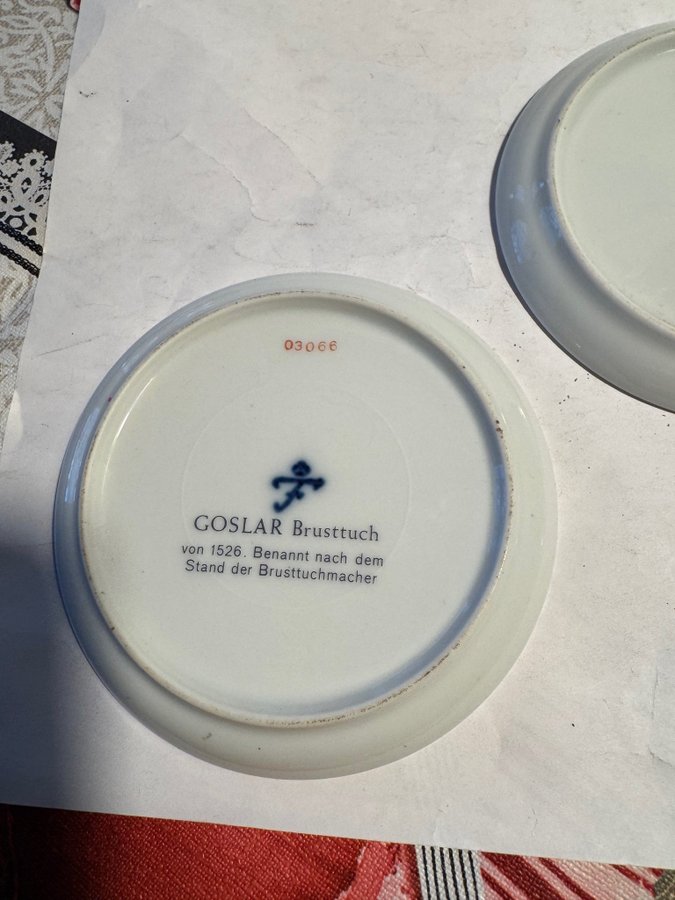 03066
F
GOSLAR Brusttuch
von 1526. Benannt nach dem
Stand der Brusttuchmacher